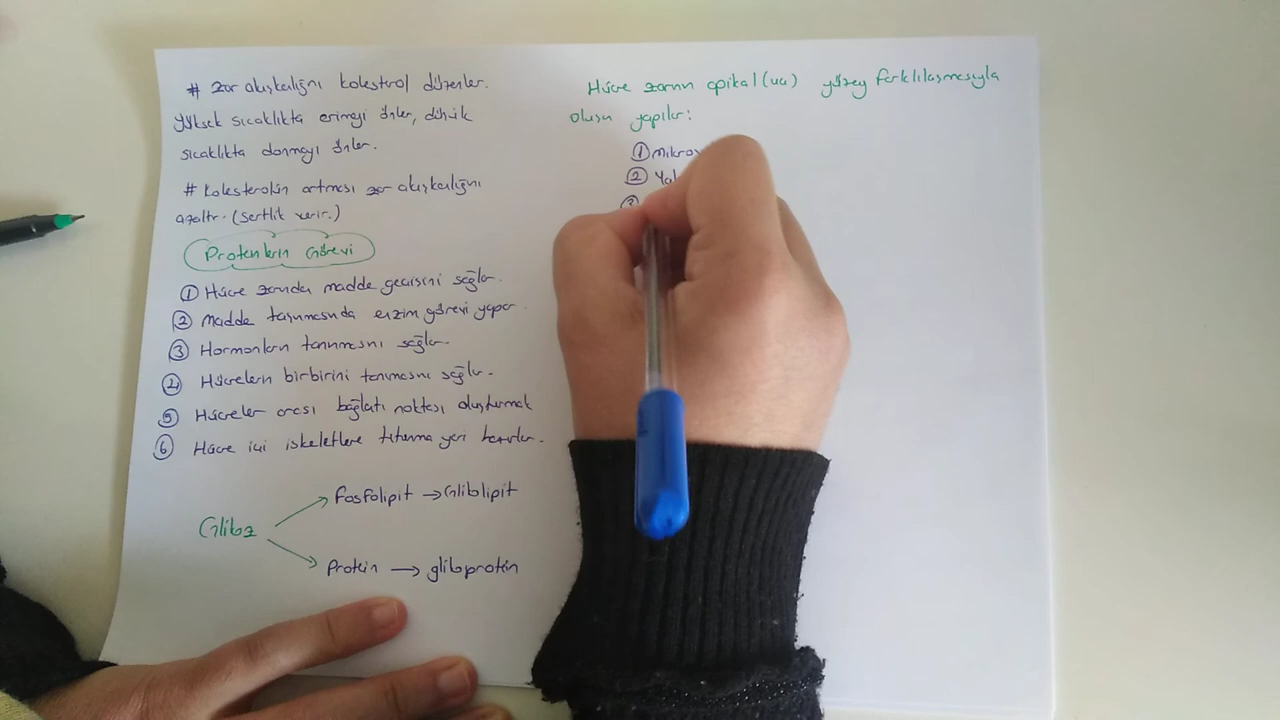 # Zar akışkanlığını kolestrol düzenler.
Yüksek sıcaklıkta erimeyi önler, düşük
sıcaklıkta donmayı önler.
# Kolesterolün artması zar akışkanlığını
azaltır. (Sertlik verir.)
Proteinlerin Görevi
① Hücre zarında madde geçişini sağlar.
② Madde taşınmasında enzim görevi yapar.
③ Hormonların tanınmasını sağlar.
④ Hücrelerin birbirini tanımasını sağlar.
⑤ Hücreler arası bağlantı noktası oluşturmak
⑥ Hücre içi iskeletlere tutunma yeri hazırlar.
Glikoz
Fosfolipit → Glikolipit
Protein → glikoprotein
Hücre zarının apikal (uç) yüzey farklılaşmasıyla
oluşan yapılar:
①
②
③